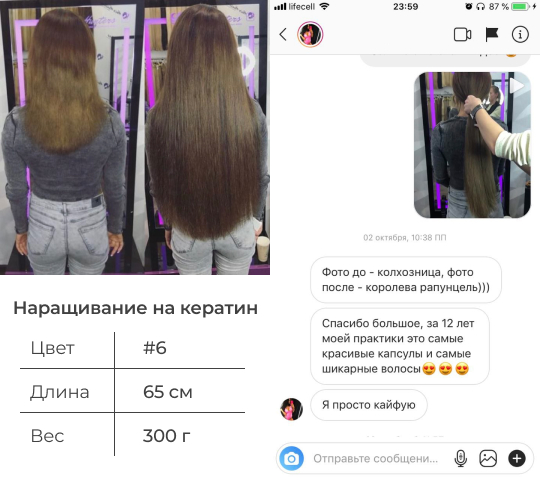 Наращивание на кератин
Цвет #6
Длина 65 см
Вес 300 г
lifecell 23:59 87 %
02 октября, 10:38 ПП
Фото до - колхозница, фото
после - королева рапунцель)))
Спасибо большое, за 12 лет
моей практики это самые
красивые капсулы и самые
шикарные волосы😍😍😍
Я просто кайфую
Отправьте сообщени...